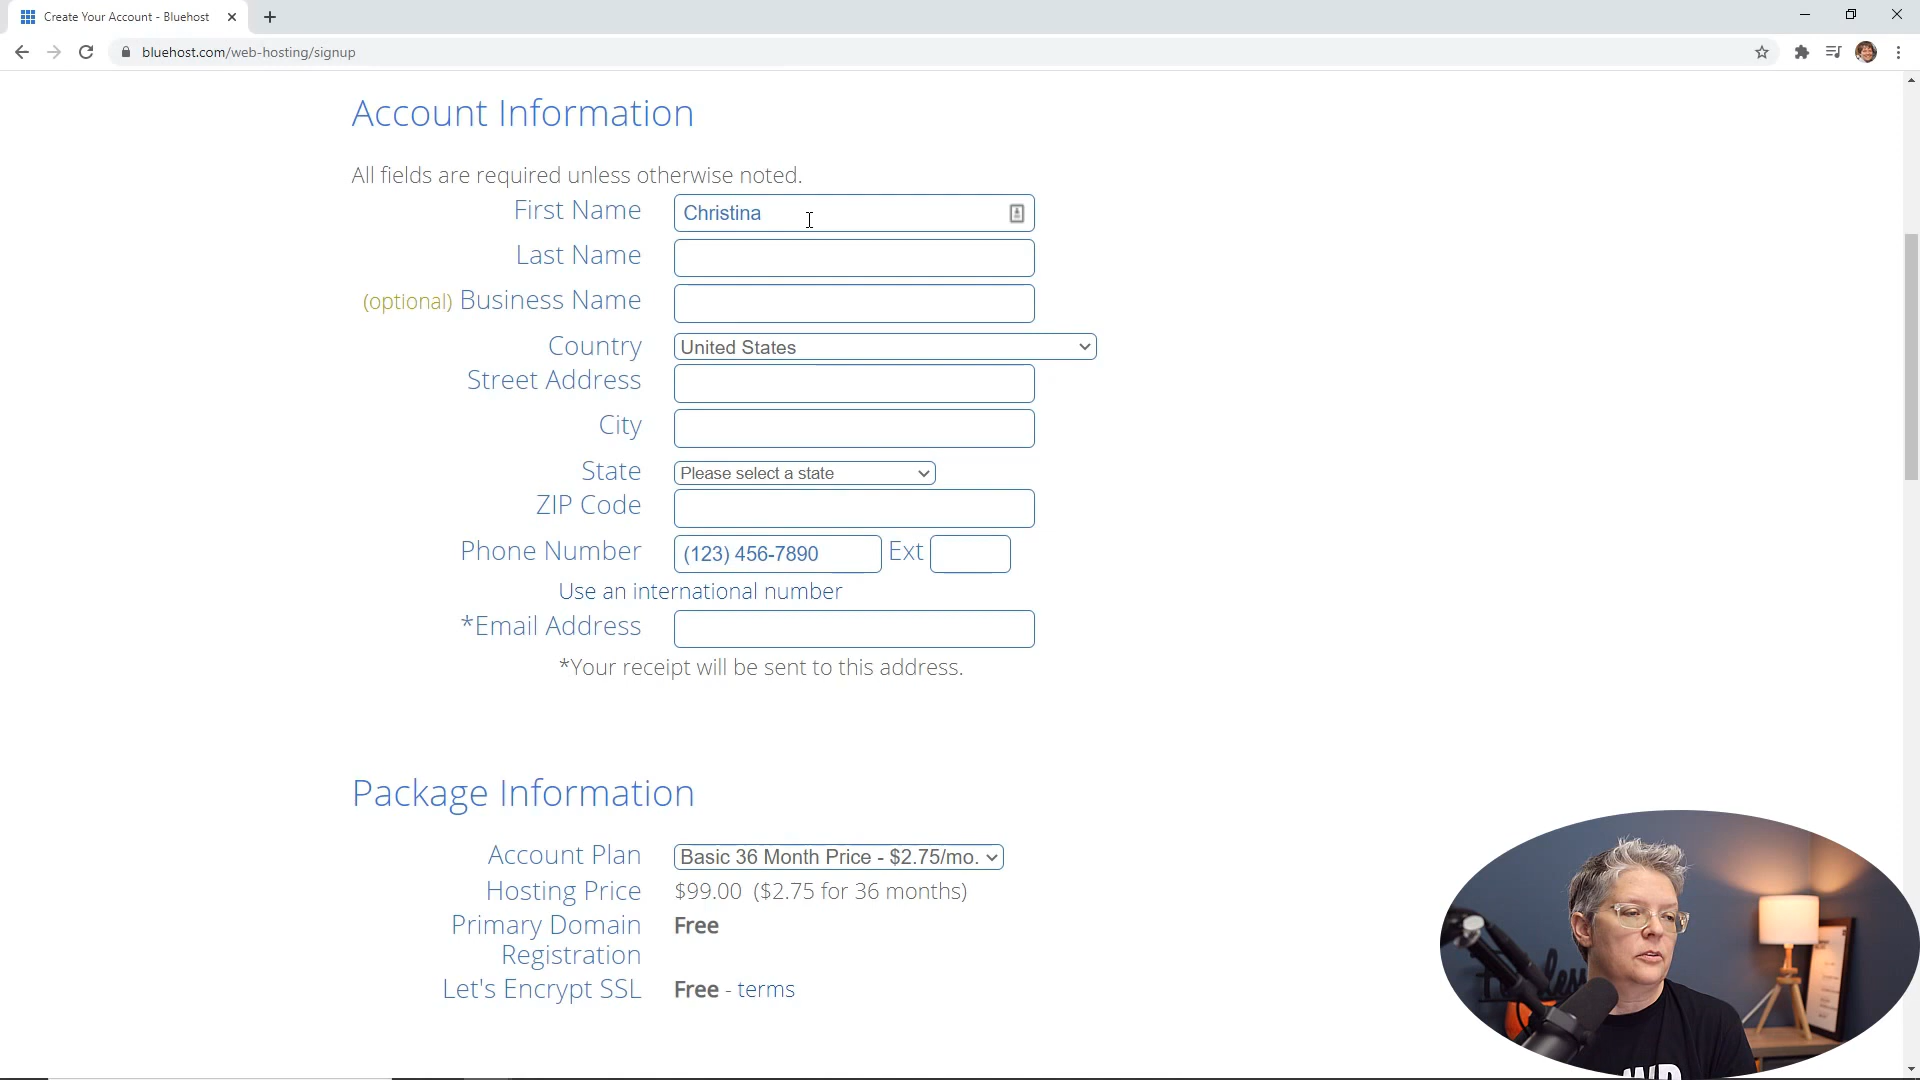 Create Your Account - Bluehost
bluehost.com/web-hosting/signup
Account Information
All fields are required unless otherwise noted.
First Name Christina
Last Name
(optional) Business Name
Country United States
Street Address
City
State Please select a state
ZIP Code
Phone Number (123) 456-7890 Ext
Use an international number
*Email Address
*Your receipt will be sent to this address.
Package Information
Account Plan Basic 36 Month Price - $2.75/mo.
Hosting Price $99.00 ($2.75 for 36 months)
Primary Domain Free
Registration
Let's Encrypt SSL Free - terms